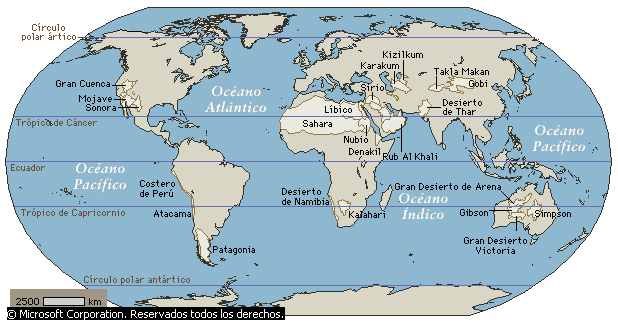 Círculo
polar ártico
Kizilkum
Karakum
Takla Makan
Gran Cuenca
Océano
Atlántico
Sirio
Gobi
Mojave
Sonora
Líbico
Desierto
de Thar
Trópico de Cáncer
Sahara
Océano
Pacífico
Nubio
Denakil
Rub Al Khali
Ecuador
Océano
Pacífico
Costero
de Perú
Desierto
de Namibia
Gran Desierto de Arena
Océano
Indico
Trópico de Capricornio
Atacama
Kalahari
Gibson
Simpson
Gran Desierto
Victoria
Patagonia
Círculo polar antártico
2500 km
© Microsoft Corporation. Reservados todos los derechos.